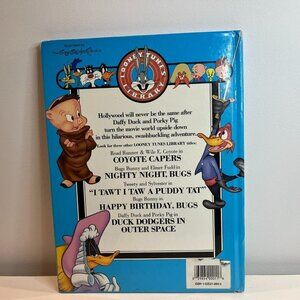 LOONEY TUNES
LIBRARY
Hollywood will never be the same after
Daffy Duck and Porky Pig
turn the movie world upside down
in this hilarious, swashbuckling adventure.
Look for these other LOONEY TUNES LIBRARY titles:
Road Runner & Wile E. Coyote in
COYOTE CAPERS
Bugs Bunny and Elmer Fudd in
NIGHTY NIGHT, BUGS
Tweety and Sylvester in
"I TAWT I TAW A PUDDY TAT"
Bugs Bunny in
HAPPY BIRTHDAY, BUGS
Daffy Duck and Porky Pig in
DUCK DODGERS IN
OUTER SPACE